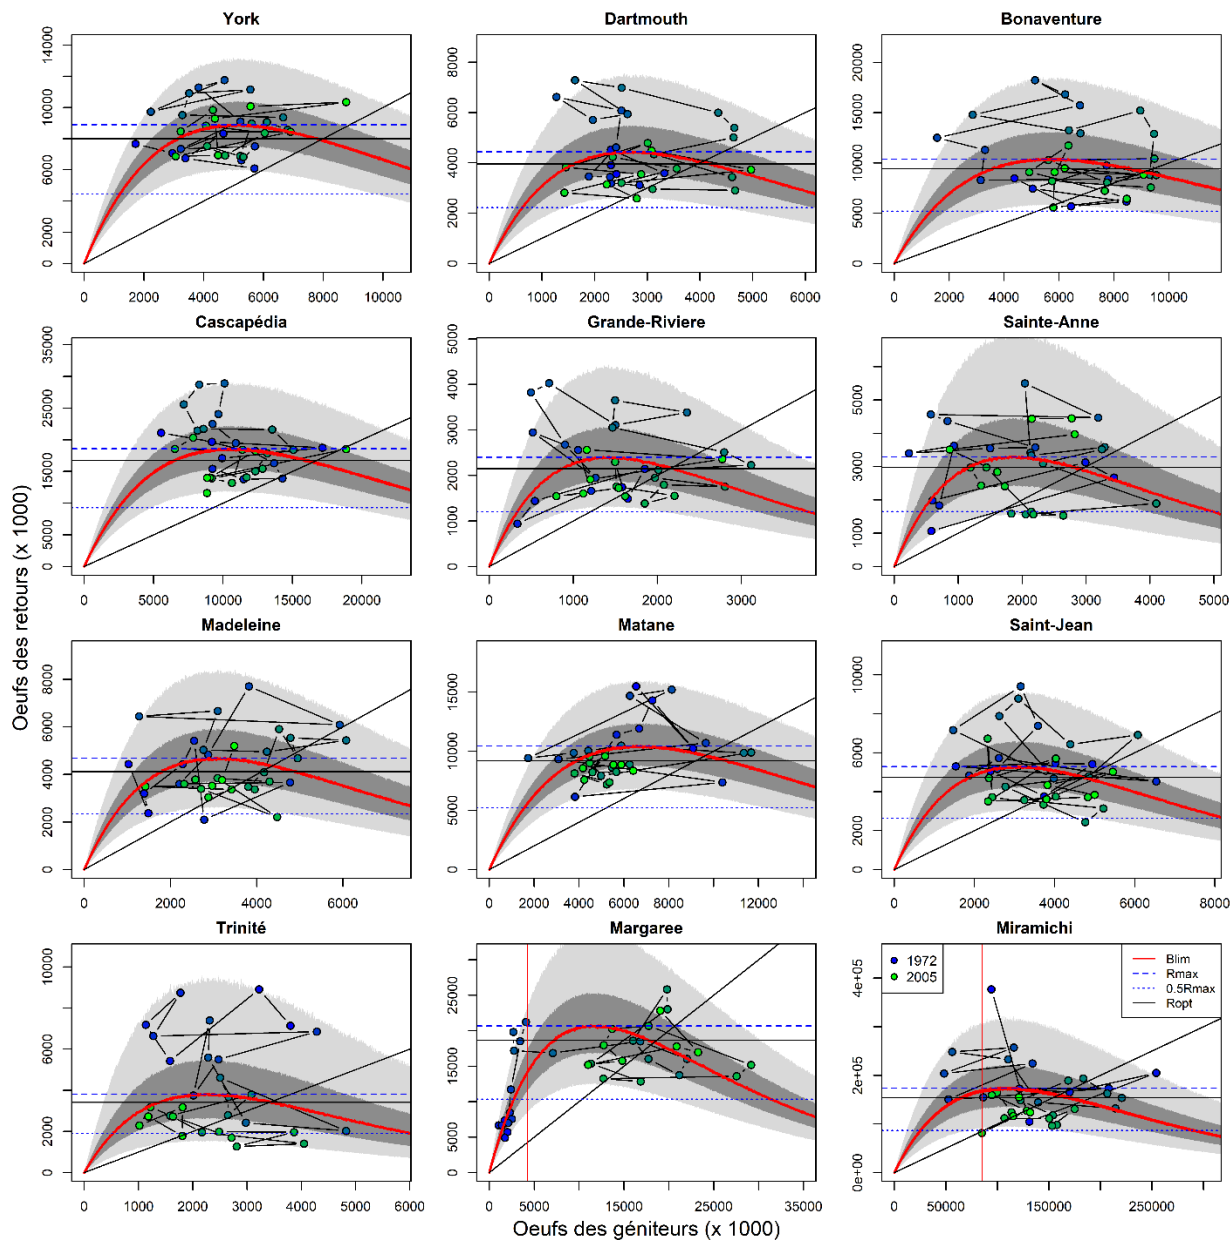 York
Dartmouth
Bonaventure
0 2000 6000 10000 14000
0 2000 4000 6000 8000
0 5000 10000 15000 20000
0 2000 4000 6000 8000 10000
0 1000 2000 3000 4000 5000 6000
0 2000 4000 6000 8000 10000
Cascapédia
Grande-Riviere
Sainte-Anne
0 5000 15000 25000 35000
0 1000 2000 3000 4000 5000
0 1000 3000 5000
0 5000 10000 15000 20000
0 1000 2000 3000
0 1000 2000 3000 4000 5000
Madeleine
Matane
Saint-Jean
0 2000 4000 6000 8000
0 5000 10000 15000
0 2000 6000 10000
0 2000 4000 6000
0 2000 4000 6000 8000 10000 12000
0 2000 4000 6000 8000
Trinité
Margaree
Miramichi
0 2000 6000 10000
0 5000 15000 25000
0e+00 2e+05 4e+05
1972
2005
Blim
Rmax
0.5Rmax
Ropt
0 1000 2000 3000 4000 5000 6000
0 5000 15000 25000 35000
50000 150000 250000
Oeufs des retours (x 1000)
Oeufs des géniteurs (x 1000)